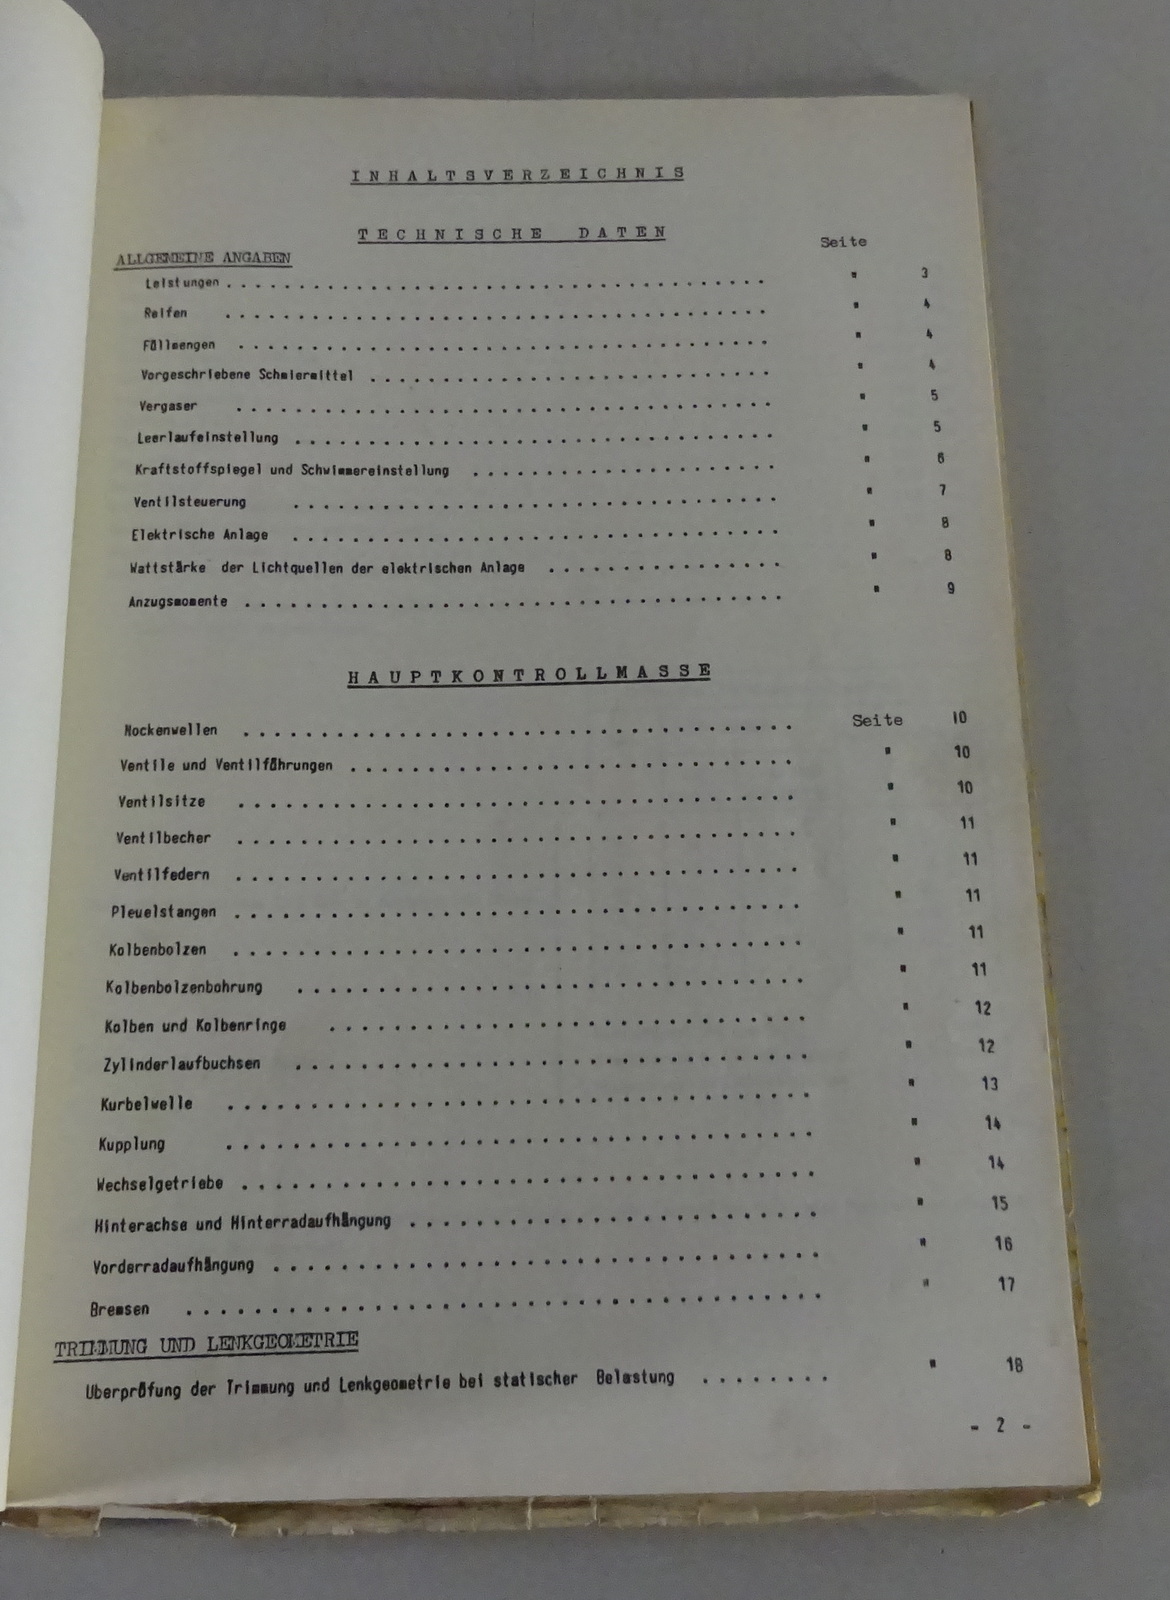 INHALTSVERZEICHNIS
TECHNISCHE DATEN
Seite
ALLGEMEINE ANGABEN
Leistungen . . . . . . . . . . . . . . . . . . . . " 3
Reifen . . . . . . . . . . . . . . . . . . . . " 4
Füllmengen . . . . . . . . . . . . . . . . . . . . " 4
Vorgeschriebene Schmiermittel . . . . . . . . . . . . . . . . . . . . " 4
Vergaser . . . . . . . . . . . . . . . . . . . . " 5
Leerlaufeinstellung . . . . . . . . . . . . . . . . . . . . " 5
Kraftstoffspiegel und Schwimmereinstellung . . . . . . . . . . . . . . . . . . . . " 6
Ventilsteuerung . . . . . . . . . . . . . . . . . . . . " 7
Elektrische Anlage . . . . . . . . . . . . . . . . . . . . " 8
Wattstärke der Lichtquellen der elektrischen Anlage . . . . . . . . . . . . . . . " 8
Anzugsmomente . . . . . . . . . . . . . . . . . . . . " 9
HAUPTKONTROLLMASSE
Nockenwellen . . . . . . . . . . . . . . . . . . . . Seite 10
Ventile und Ventilführungen . . . . . . . . . . . . . . . . . . . . " 10
Ventilsitze . . . . . . . . . . . . . . . . . . . . " 10
Ventilbecher . . . . . . . . . . . . . . . . . . . . " 11
Ventilfedern . . . . . . . . . . . . . . . . . . . . " 11
Pleuelstangen . . . . . . . . . . . . . . . . . . . . " 11
Kolbenbolzen . . . . . . . . . . . . . . . . . . . . " 11
Kolbenbolzenbohrung . . . . . . . . . . . . . . . . . . . . " 11
Kolben und Kolbenringe . . . . . . . . . . . . . . . . . . . . " 12
Zylinderlaufbuchsen . . . . . . . . . . . . . . . . . . . . " 12
Kurbelwelle . . . . . . . . . . . . . . . . . . . . " 13
Kupplung . . . . . . . . . . . . . . . . . . . . " 14
Wechselgetriebe . . . . . . . . . . . . . . . . . . . . " 14
Hinterachse und Hinterradaufhängung . . . . . . . . . . . . . . . . . . . . " 15
Vorderradaufhängung . . . . . . . . . . . . . . . . . . . . " 16
Bremsen . . . . . . . . . . . . . . . . . . . . " 17
TRIMMUNG UND LENKGEOMETRIE
Uberprüfung der Trimmung und Lenkgeometrie bei statischer Belastung . . . . . . . . " 18
- 2 -